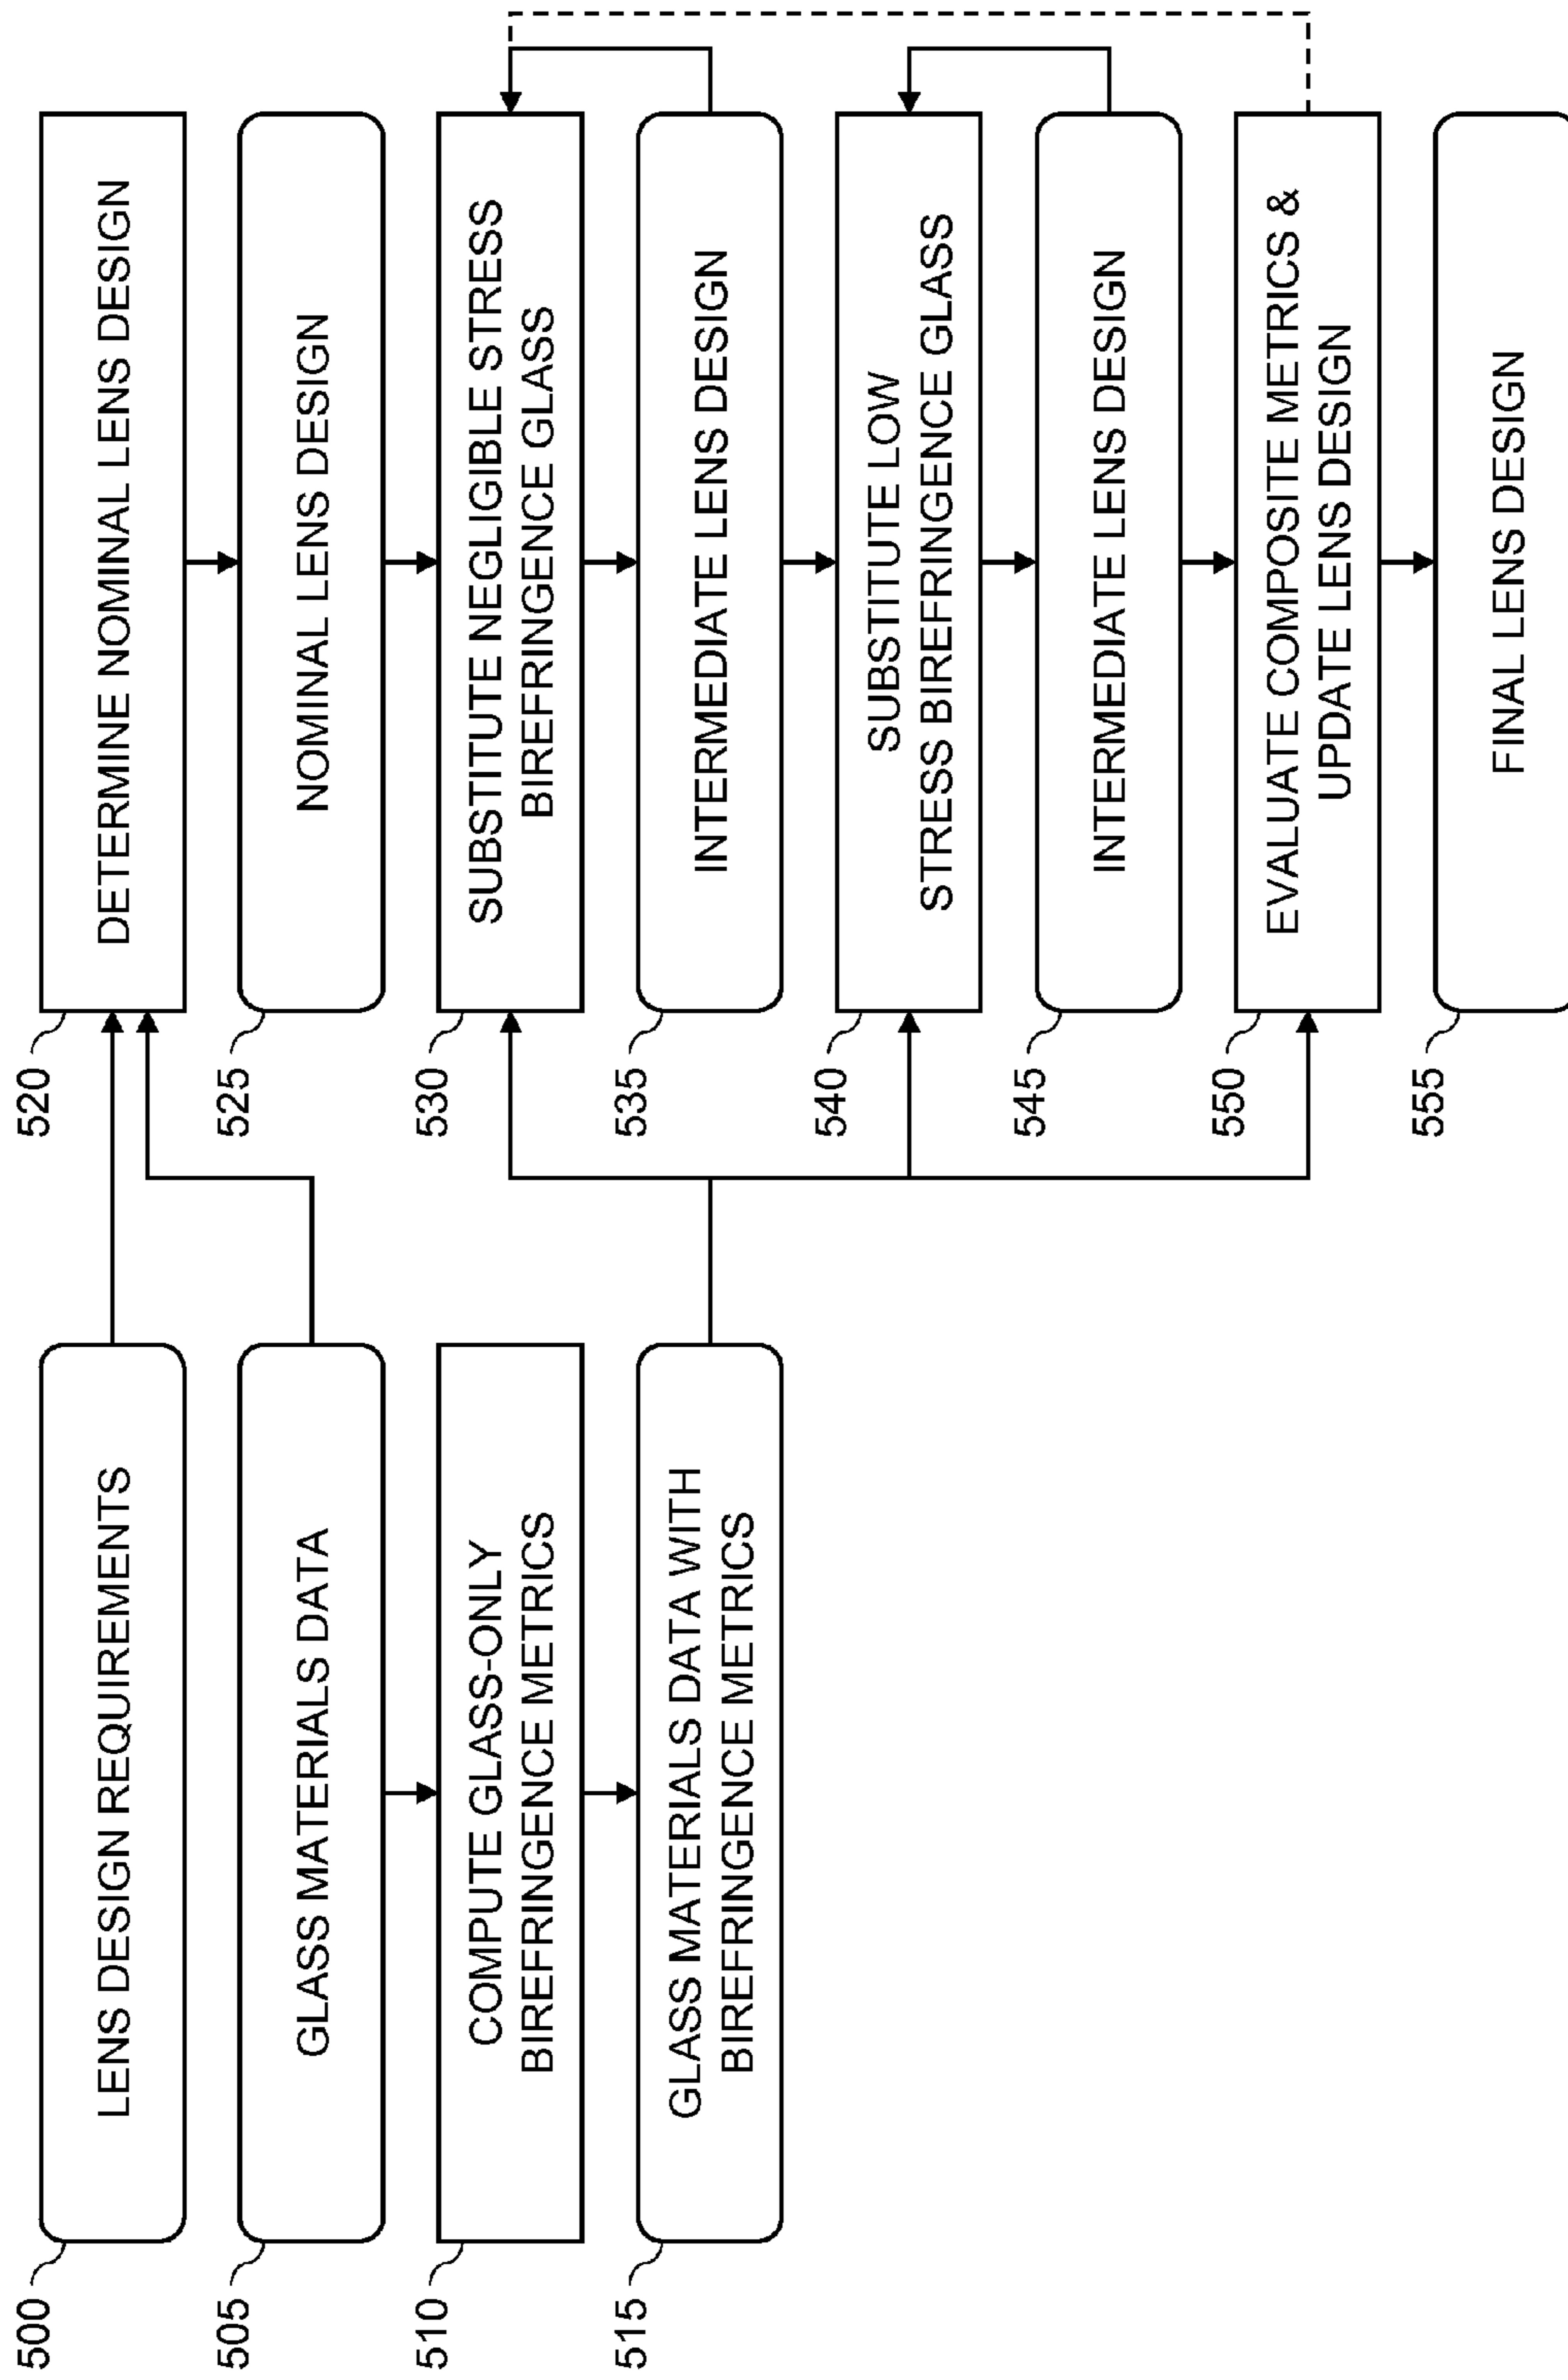 500
LENS DESIGN REQUIREMENTS
505
GLASS MATERIALS DATA
510
COMPUTE GLASS-ONLY
BIREFRINGENCE METRICS
515
GLASS MATERIALS DATA WITH
BIREFRINGENCE METRICS
520
DETERMINE NOMINAL LENS DESIGN
525
NOMINAL LENS DESIGN
530
SUBSTITUTE NEGLIGIBLE STRESS
BIREFRINGENCE GLASS
535
INTERMEDIATE LENS DESIGN
540
SUBSTITUTE LOW
STRESS BIREFRINGENCE GLASS
545
INTERMEDIATE LENS DESIGN
550
EVALUATE COMPOSITE METRICS &
UPDATE LENS DESIGN
555
FINAL LENS DESIGN